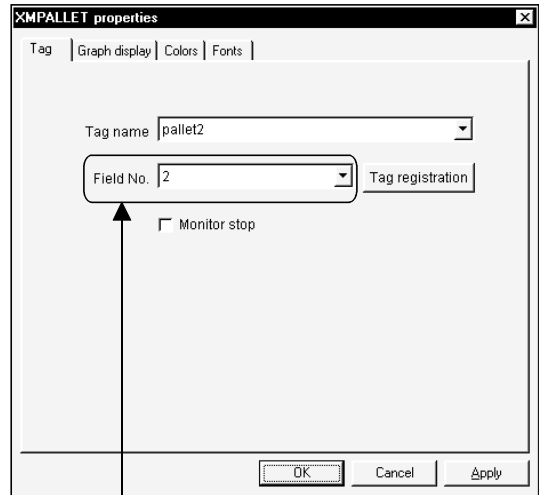 XMPALLET properties
Tag Graph display Colors Fonts
Tag name pallet2
Field No. 2 Tag registration
Monitor stop
OK Cancel Apply